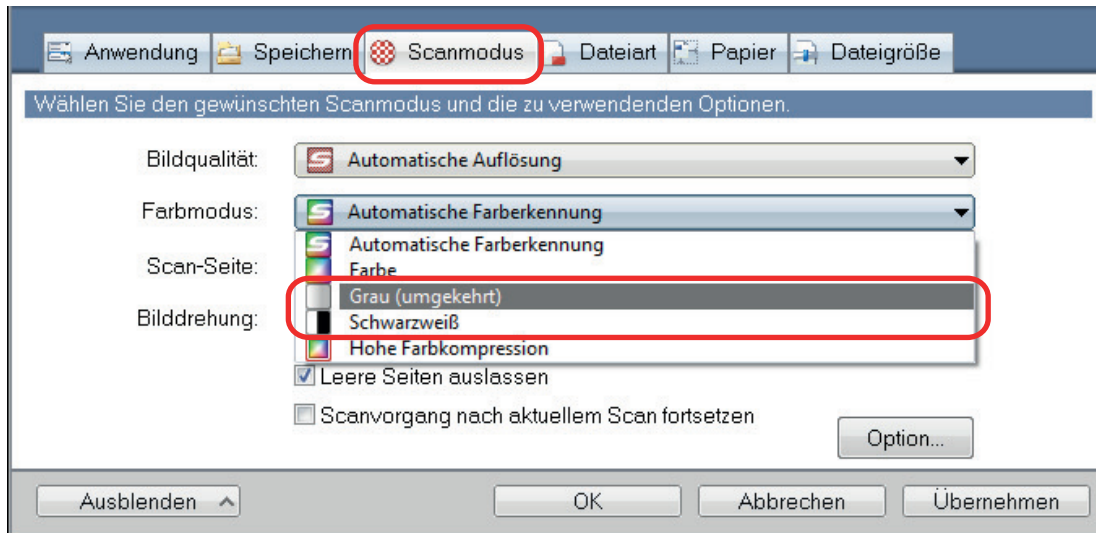 Anwendung Speichern Scanmodus Dateiart Papier Dateigröße
Wählen Sie den gewünschten Scanmodus und die zu verwendenden Optionen.
Bildqualität: Automatische Auflösung
Farbmodus: Automatische Farberkennung
Automatische Farberkennung
Scan-Seite: Farbe
Grau (umgekehrt)
Bilddrehung: Schwarzweiß
Hohe Farbkompression
Leere Seiten auslassen
Scanvorgang nach aktuellem Scan fortsetzen
Option...
Ausblenden OK Abbrechen Übernehmen